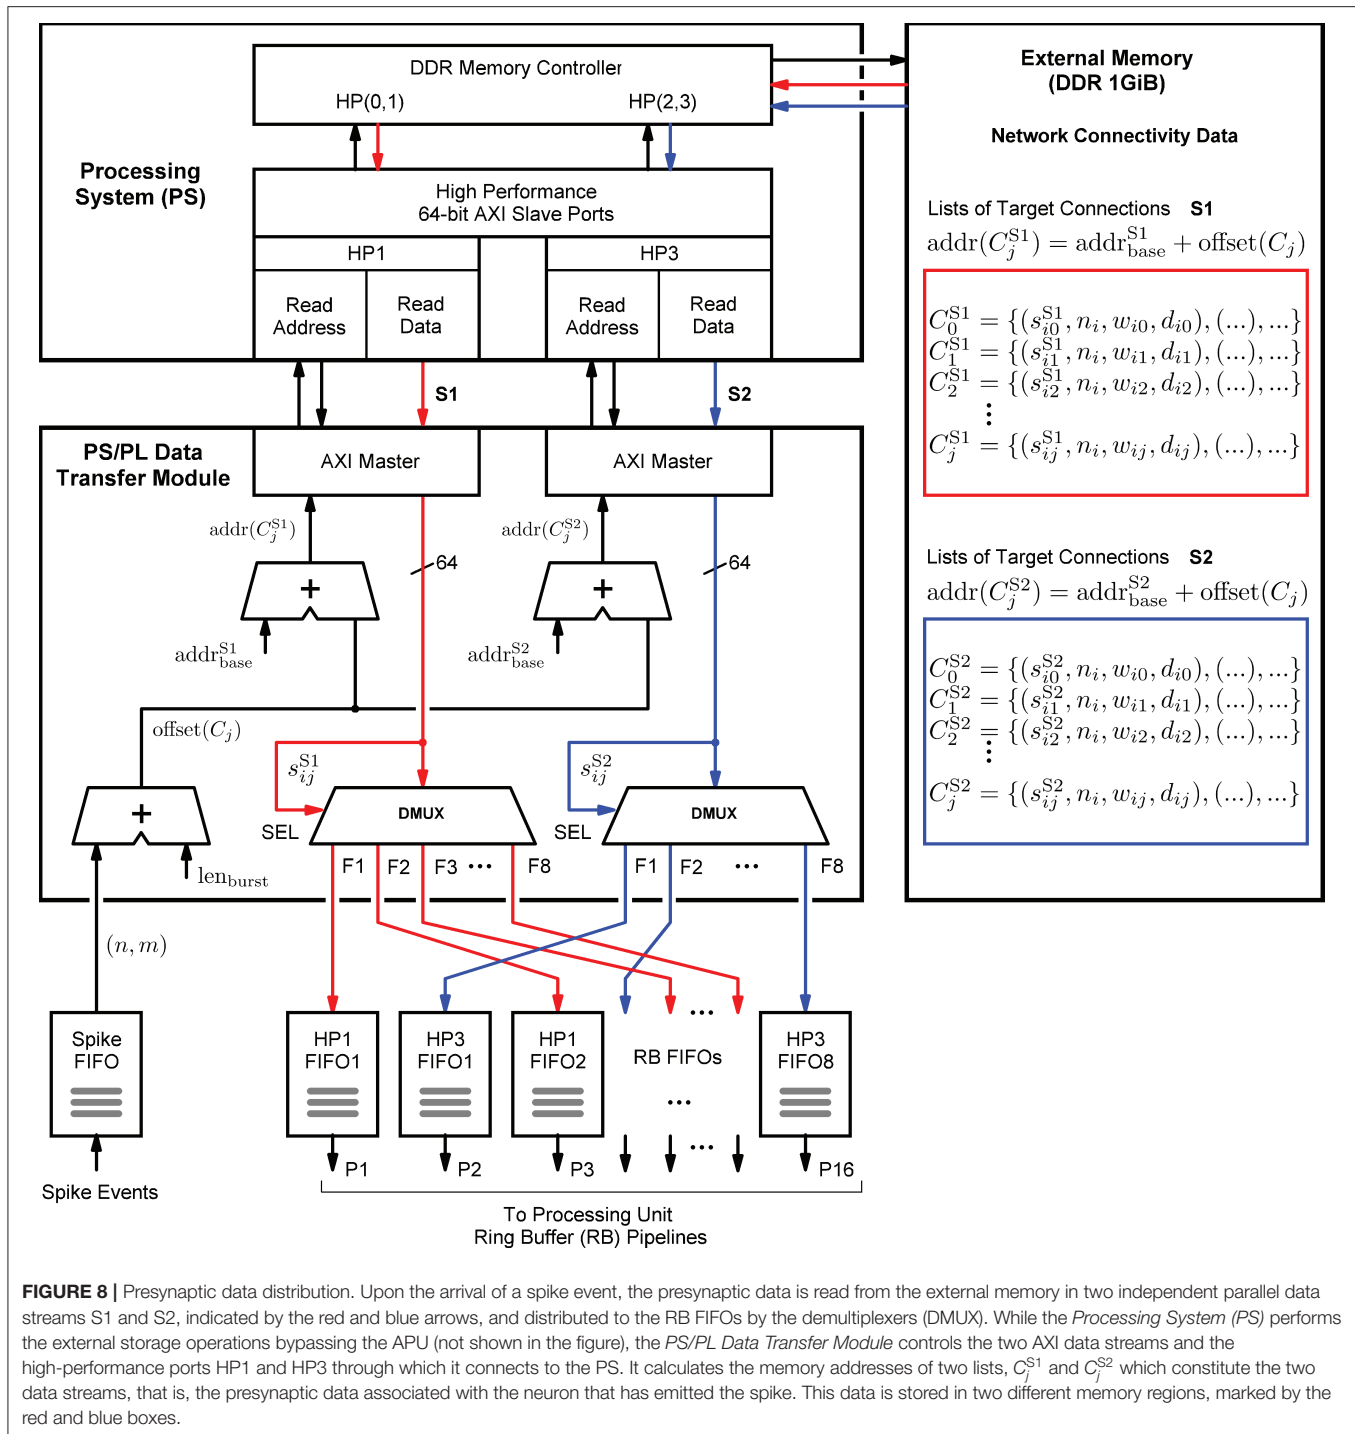 DDR Memory Controller
HP(0,1) HP(2,3)
Processing
System (PS)
High Performance
64-bit AXI Slave Ports
HP1 HP3
Read Address Read Data Read Address Read Data
S1 S2
External Memory
(DDR 1GiB)
Network Connectivity Data
Lists of Target Connections S1
addr(C_j^S1) = addr_base^S1 + offset(C_j)
C_0^S1 = {(s_i0^S1, n_i, w_i0, d_i0), (...), ...}
C_1^S1 = {(s_i1^S1, n_i, w_i1, d_i1), (...), ...}
C_2^S1 = {(s_i2^S1, n_i, w_i2, d_i2), (...), ...}
⋮
C_j^S1 = {(s_ij^S1, n_i, w_ij, d_ij), (...), ...}
Lists of Target Connections S2
addr(C_j^S2) = addr_base^S2 + offset(C_j)
C_0^S2 = {(s_i0^S2, n_i, w_i0, d_i0), (...), ...}
C_1^S2 = {(s_i1^S2, n_i, w_i1, d_i1), (...), ...}
C_2^S2 = {(s_i2^S2, n_i, w_i2, d_i2), (...), ...}
⋮
C_j^S2 = {(s_ij^S2, n_i, w_ij, d_ij), (...), ...}
PS/PL Data
Transfer Module
AXI Master AXI Master
addr(C_j^S1) addr(C_j^S2)
64 64
+ +
addr_base^S1 addr_base^S2
offset(C_j)
s_ij^S1 s_ij^S2
+
DMUX DMUX
SEL SEL
F1 F2 F3 ... F8 F1 F2 ... F8
len_burst
(n, m)
...
Spike
FIFO
HP1
FIFO1
HP3
FIFO1
HP1
FIFO2
RB FIFOs
...
HP3
FIFO8
...
P1 P2 P3 P16
Spike Events
To Processing Unit
Ring Buffer (RB) Pipelines
FIGURE 8 | Presynaptic data distribution. Upon the arrival of a spike event, the presynaptic data is read from the external memory in two independent parallel data
streams S1 and S2, indicated by the red and blue arrows, and distributed to the RB FIFOs by the demultiplexers (DMUX). While the Processing System (PS) performs
the external storage operations bypassing the APU (not shown in the figure), the PS/PL Data Transfer Module controls the two AXI data streams and the
high-performance ports HP1 and HP3 through which it connects to the PS. It calculates the memory addresses of two lists, C_j^S1 and C_j^S2 which constitute the two
data streams, that is, the presynaptic data associated with the neuron that has emitted the spike. This data is stored in two different memory regions, marked by the
red and blue boxes.